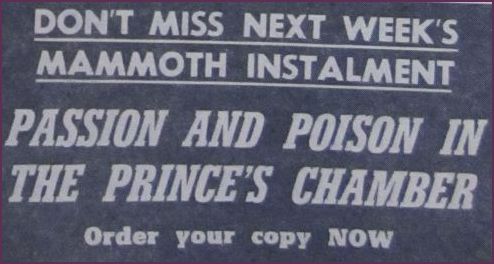 DON'T MISS NEXT WEEK'S
MAMMOTH INSTALMENT
PASSION AND POISON IN
THE PRINCE'S CHAMBER
Order your copy NOW